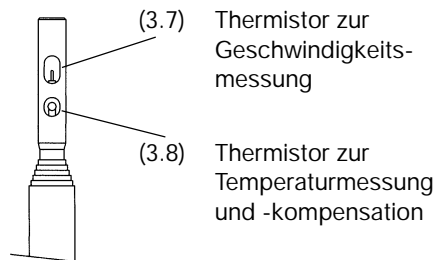 (3.7) Thermistor zur
Geschwindigkeits-
messung
(3.8) Thermistor zur
Temperaturmessung
und -kompensation